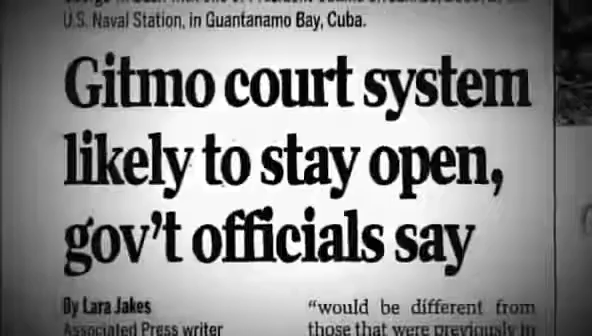 U.S. Naval Station, in Guantanamo Bay, Cuba.
Gitmo court system
likely to stay open,
gov't officials say
By Lara Jakes
Associated Press writer
“would be different from
those that were previously in